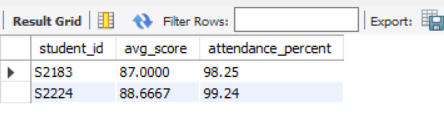 Result Grid Filter Rows: Export:
student_id avg_score attendance_percent
S2183 87.0000 98.25
S2224 88.6667 99.24